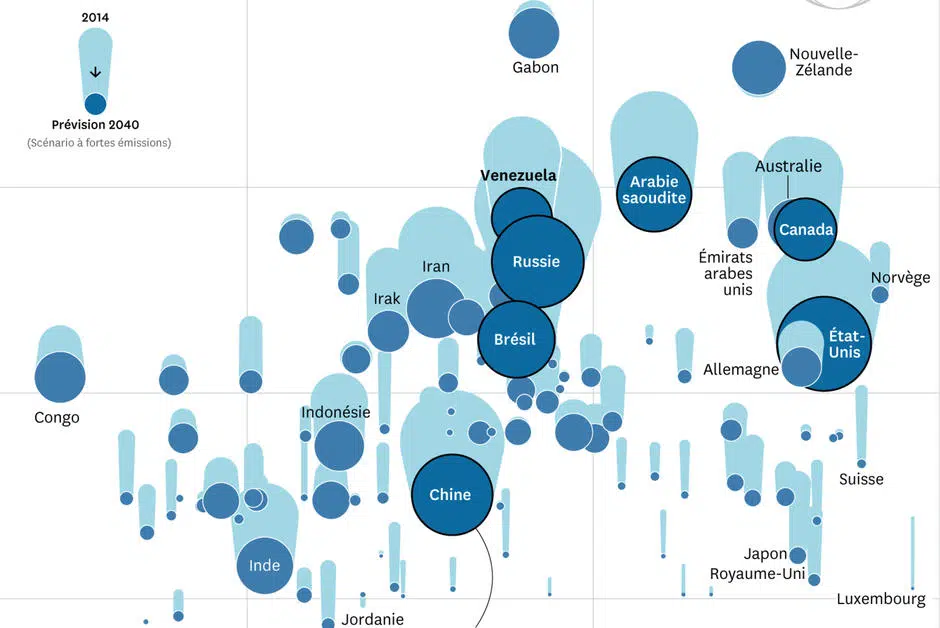 2014
Prévision 2040
(Scénario à fortes émissions)
Gabon
Nouvelle-
Zélande
Venezuela
Arabie
saoudite
Australie
Canada
Émirats
arabes
unis
Russie
Iran
Irak
Norvège
Brésil
État-
Unis
Allemagne
Congo
Indonésie
Chine
Suisse
Inde
Japon
Royaume-Uni
Luxembourg
Jordanie